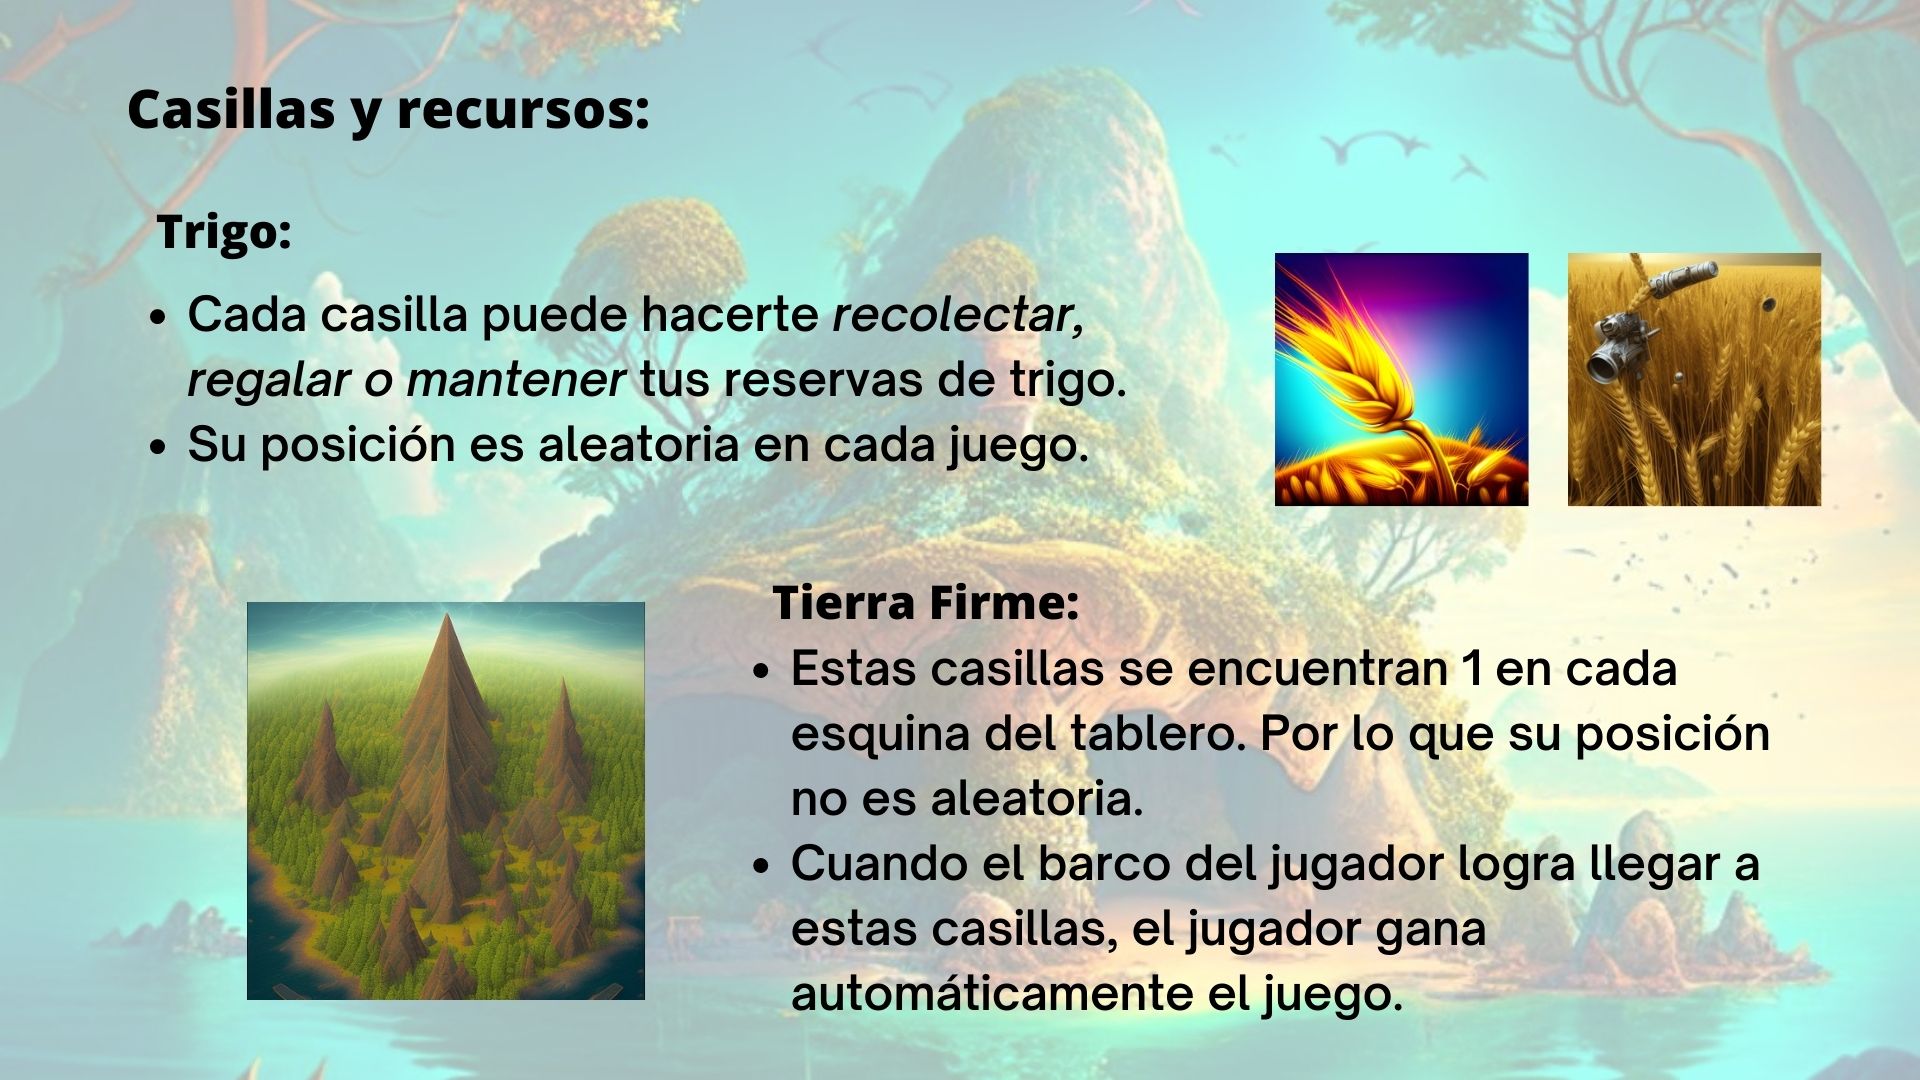 Casillas y recursos:
Trigo:
• Cada casilla puede hacerte recolectar,
regalar o mantener tus reservas de trigo.
• Su posición es aleatoria en cada juego.
Tierra Firme:
• Estas casillas se encuentran 1 en cada
esquina del tablero. Por lo que su posición
no es aleatoria.
• Cuando el barco del jugador logra llegar a
estas casillas, el jugador gana
automáticamente el juego.